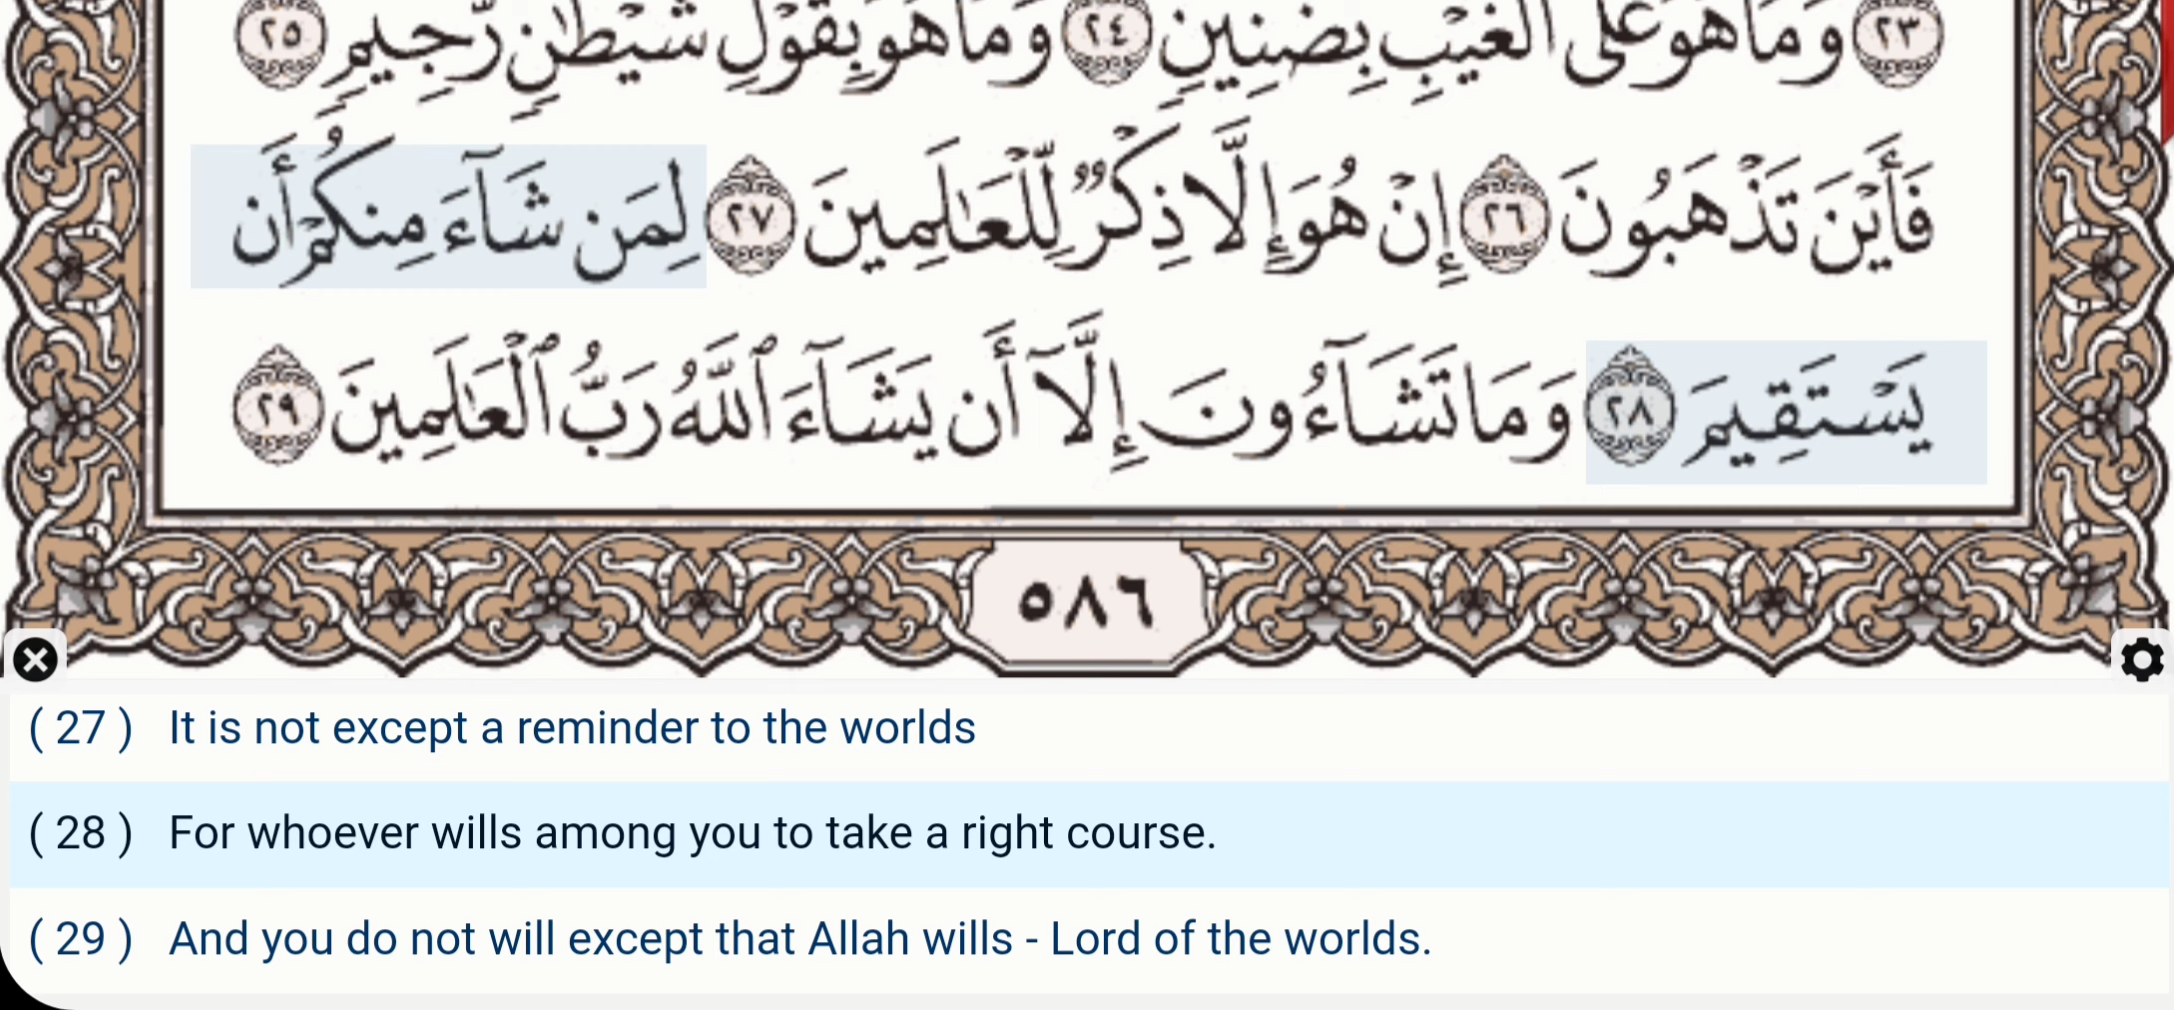 ٢٣ وَمَا هُوَ عَلَى ٱلْغَيْبِ بِضَنِينٍ ٢٤ وَمَا هُوَ بِقَوْلِ شَيْطَٰنٍ رَّجِيمٍ ٢٥
فَأَيْنَ تَذْهَبُونَ ٢٦ إِنْ هُوَ إِلَّا ذِكْرٌ لِّلْعَٰلَمِينَ ٢٧ لِمَن شَآءَ مِنكُمْ أَن
يَسْتَقِيمَ ٢٨ وَمَا تَشَآءُونَ إِلَّآ أَن يَشَآءَ ٱللَّهُ رَبُّ ٱلْعَٰلَمِينَ ٢٩
٥٨٦
( 27 ) It is not except a reminder to the worlds
( 28 ) For whoever wills among you to take a right course.
( 29 ) And you do not will except that Allah wills - Lord of the worlds.